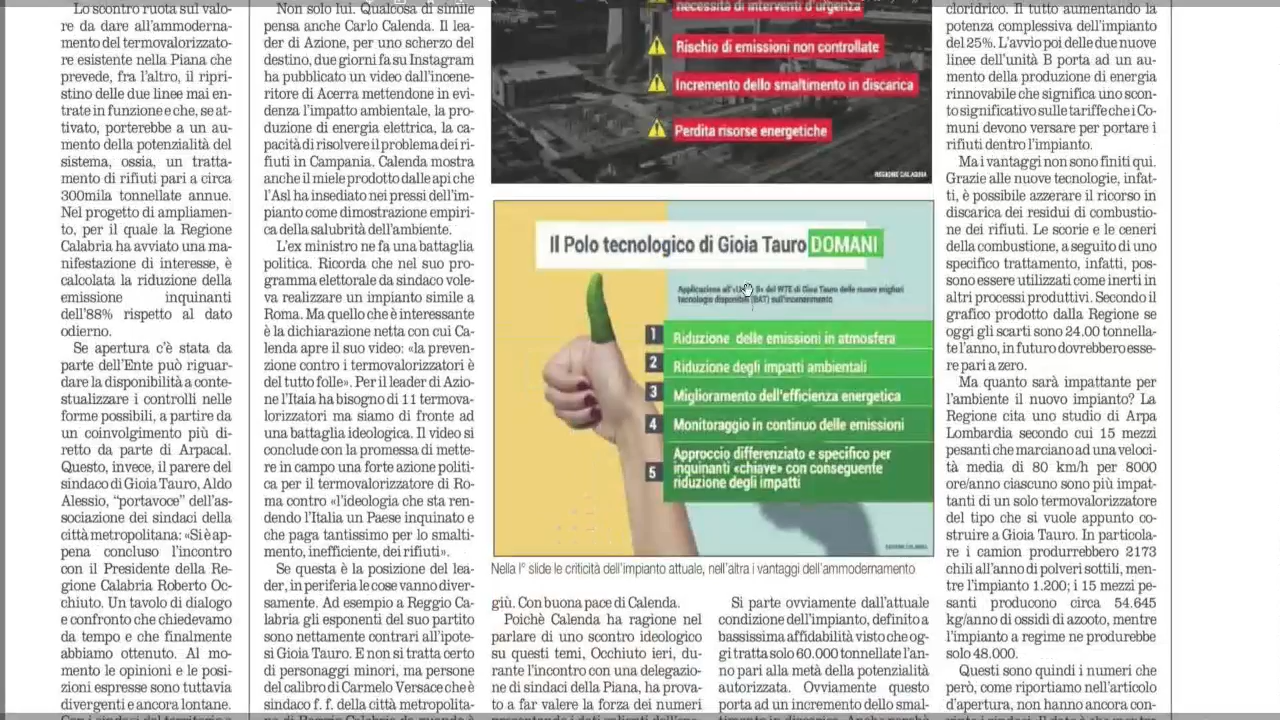 Lo scontro ruota sul valo-
re da dare all'ammoderna-
mento del termovalorizzato-
re esistente nella Piana che
prevede, fra l'altro, il ripri-
stino delle due linee mai en-
trate in funzione e che, se at-
tivato, porterebbe a un au-
mento della potenzialità del
sistema, ossia, un tratta-
mento di rifiuti pari a circa
300mila tonnellate annue.
Nel progetto di ampliamen-
to, per il quale la Regione
Calabria ha avviato una ma-
nifestazione di interesse, è
calcolata la riduzione della
emissione inquinanti
dell'88% rispetto al dato
odierno.
Se apertura c'è stata da
parte dell'Ente può riguar-
dare la disponibilità a conte-
stualizzare i controlli nelle
forme possibili, a partire da
un coinvolgimento più di-
retto da parte di Arpacal.
Questo, invece, il parere del
sindaco di Gioia Tauro, Aldo
Alessio, “portavoce” dell'as-
sociazione dei sindaci della
città metropolitana: «Si è ap-
pena concluso l'incontro
con il Presidente della Re-
gione Calabria Roberto Oc-
chiuto. Un tavolo di dialogo
e confronto che chiedevamo
da tempo e che finalmente
abbiamo ottenuto. Al mo-
mento le opinioni e le posi-
zioni espresse sono tuttavia
divergenti e ancora lontane.
Non solo lui. Qualcosa di simile
pensa anche Carlo Calenda. Il lea-
der di Azione, per uno scherzo del
destino, due giorni fa su Instagram
ha pubblicato un video dall'incene-
ritore di Acerra mettendone in evi-
denza l'impatto ambientale, la pro-
duzione di energia elettrica, la ca-
pacità di risolvere il problema dei ri-
fiuti in Campania. Calenda mostra
anche il miele prodotto dalle api che
l'Asl ha insediato nei pressi dell'im-
pianto come dimostrazione empiri-
ca della salubrità dell'ambiente.
L'ex ministro ne fa una battaglia
politica. Ricorda che nel suo pro-
gramma elettorale da sindaco vole-
va realizzare un impianto simile a
Roma. Ma quello che è interessante
è la dichiarazione netta con cui Ca-
lenda apre il suo video: «la preven-
zione contro i termovalorizzatori è
del tutto folle». Per il leader di Azio-
ne l'Itaia ha bisogno di 11 termova-
lorizzatori ma siamo di fronte ad
una battaglia ideologica. Il video si
conclude con la promessa di mette-
re in campo una forte azione politi-
ca per il termovalorizzatore di Ro-
ma contro «l'ideologia che sta ren-
dendo l'Italia un Paese inquinato e
che paga tantissimo per lo smalti-
mento, inefficiente, dei rifiuti».
Se questa è la posizione del lea-
der, in periferia le cose vanno diver-
samente. Ad esempio a Reggio Ca-
labria gli esponenti del suo partito
sono nettamente contrari all'ipote-
si Gioia Tauro. E non si tratta certo
di personaggi minori, ma persone
del calibro di Carmelo Versace che è
sindaco f. f. della città metropolita-
necessità di interventi d'urgenza
Rischio di emissioni non controllate
Incremento dello smaltimento in discarica
Perdita risorse energetiche
REGIONE CALABRIA
Il Polo tecnologico di Gioia Tauro DOMANI
Applicazione all' B» del WTE di Gioia Tauro delle nuove migliori
tecnologie disponibili (BAT) sull'incenerimento
1 Riduzione delle emissioni in atmosfera
2 Riduzione degli impatti ambientali
3 Miglioramento dell'efficienza energetica
4 Monitoraggio in continuo delle emissioni
5 Approccio differenziato e specifico per
inquinanti «chiave» con conseguente
riduzione degli impatti
REGIONE CALABRIA
Nella I° slide le criticità dell'impianto attuale, nell'altra i vantaggi dell'ammodernamento
giù. Con buona pace di Calenda.
Poichè Calenda ha ragione nel
parlare di uno scontro ideologico
su questi temi, Occhiuto ieri, du-
rante l'incontro con una delegazio-
ne di sindaci della Piana, ha prova-
to a far valere la forza dei numeri
Si parte ovviamente dall'attuale
condizione dell'impianto, definito a
bassissima affidabilità visto che og-
gi tratta solo 60.000 tonnellate l'an-
no pari alla metà della potenzialità
autorizzata. Ovviamente questo
porta ad un incremento dello smal-
cloridrico. Il tutto aumentando la
potenza complessiva dell'impianto
del 25%. L'avvio poi delle due nuove
linee dell'unità B porta ad un au-
mento della produzione di energia
rinnovabile che significa uno scon-
to significativo sulle tariffe che i Co-
muni devono versare per portare i
rifiuti dentro l'impianto.
Ma i vantaggi non sono finiti qui.
Grazie alle nuove tecnologie, infat-
ti, è possibile azzerare il ricorso in
discarica dei residui di combustio-
ne dei rifiuti. Le scorie e le ceneri
della combustione, a seguito di uno
specifico trattamento, infatti, pos-
sono essere utilizzati come inerti in
altri processi produttivi. Secondo il
grafico prodotto dalla Regione se
oggi gli scarti sono 24.00 tonnella-
te l'anno, in futuro dovrebbero esse-
re pari a zero.
Ma quanto sarà impattante per
l'ambiente il nuovo impianto? La
Regione cita uno studio di Arpa
Lombardia secondo cui 15 mezzi
pesanti che marciano ad una veloci-
tà media di 80 km/h per 8000
ore/anno ciascuno sono più impat-
tanti di un solo termovalorizzatore
del tipo che si vuole appunto co-
struire a Gioia Tauro. In particola-
re i camion produrrebbero 2173
chili all'anno di polveri sottili, men-
tre l'impianto 1.200; i 15 mezzi pe-
santi producono circa 54.645
kg/anno di ossidi di azooto, mentre
l'impianto a regime ne produrrebbe
solo 48.000.
Questi sono quindi i numeri che
però, come riportiamo nell'articolo
d'apertura, non hanno ancora con-